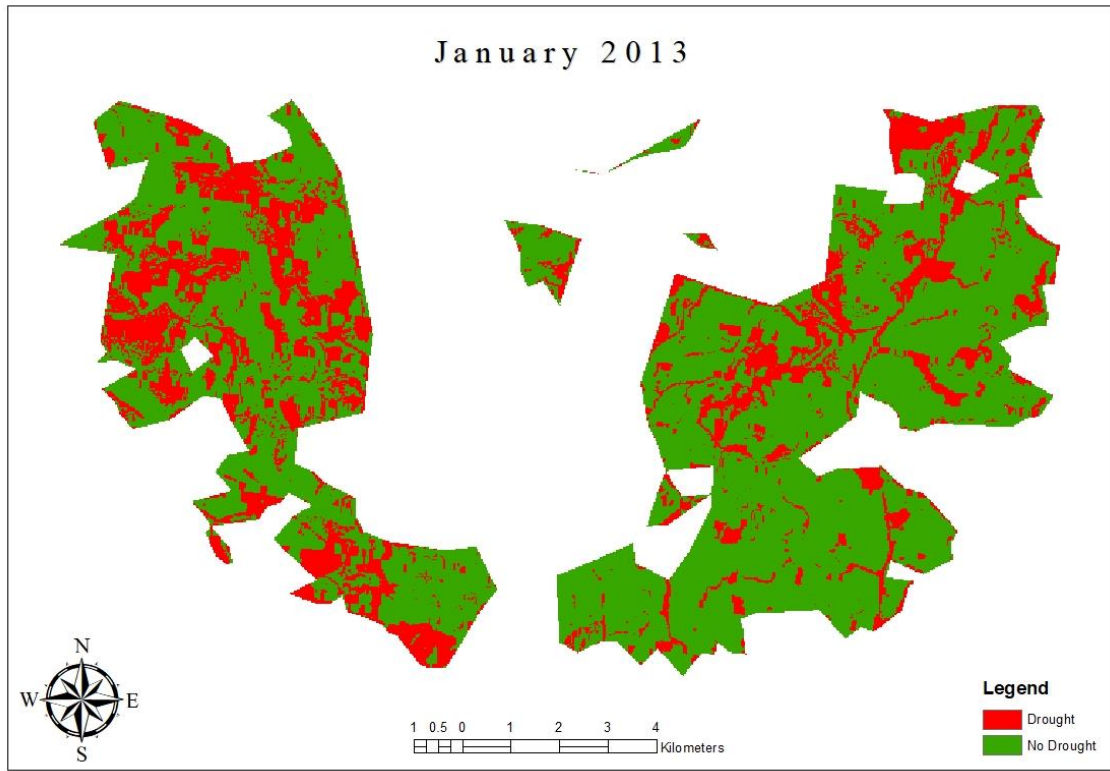 January 2013
N
W E
S
1 0.5 0 1 2 3 4
Kilometers
Legend
Drought
No Drought